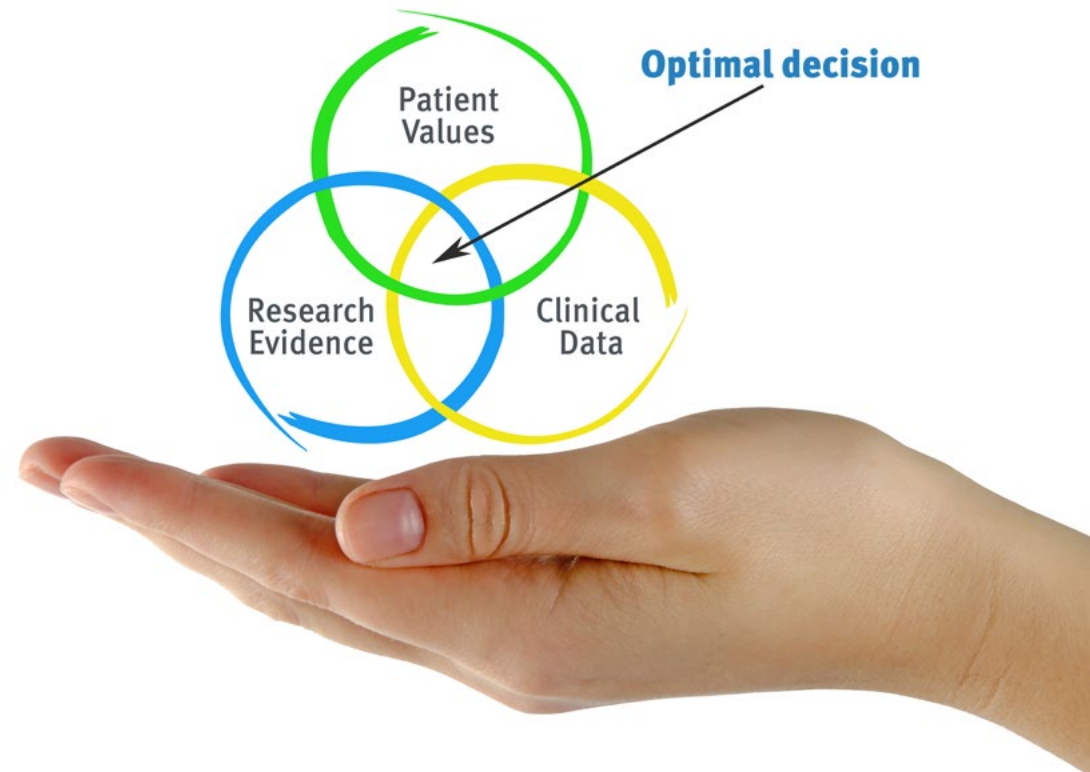 Optimal decision
Patient
Values
Research
Evidence
Clinical
Data